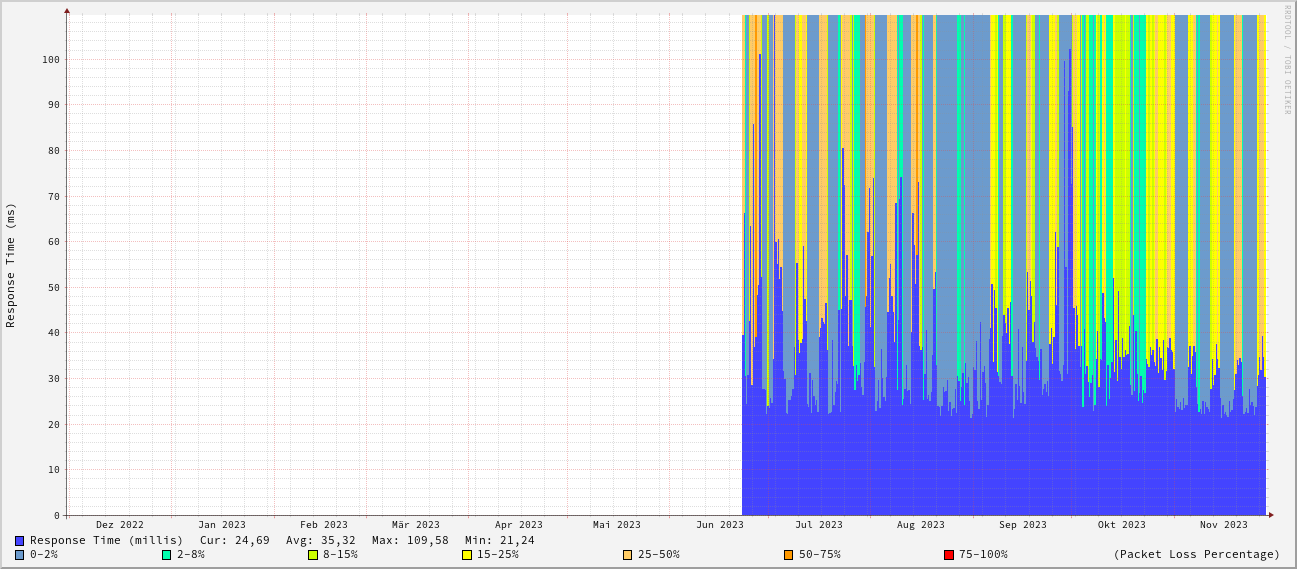 RRDTOOL / TOBI OETIKER
Response Time (ms)
100
90
80
70
60
50
40
30
20
10
0
Dez 2022 Jan 2023 Feb 2023 Mär 2023 Apr 2023 Mai 2023 Jun 2023 Jul 2023 Aug 2023 Sep 2023 Okt 2023 Nov 2023
Response Time (millis) Cur: 24,69 Avg: 35,32 Max: 109,58 Min: 21,24
0-2% 2-8% 8-15% 15-25% 25-50% 50-75% 75-100% (Packet Loss Percentage)